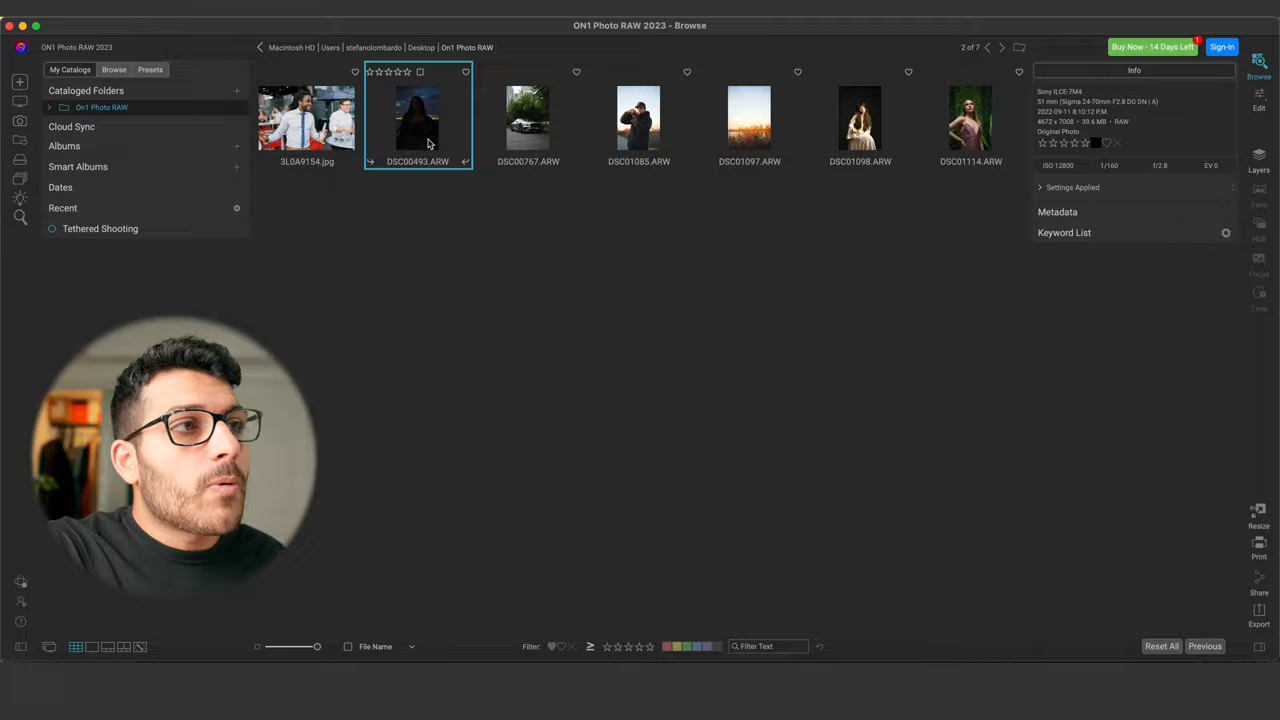 ON1 Photo RAW 2023 - Browse
ON1 Photo RAW 2023
Macintosh HD | Users | stefanolombardo | Desktop | On1 Photo RAW
2 of 7
Buy Now - 14 Days Left
1
Sign-In
My Catalogs
Browse
Presets
Cataloged Folders
On1 Photo RAW
Cloud Sync
Albums
Smart Albums
Dates
Recent
Tethered Shooting
3L0A9154.jpg
DSC00493.ARW
DSC00767.ARW
DSC01085.ARW
DSC01097.ARW
DSC01098.ARW
DSC01114.ARW
Info
Sony ILCE-7M4
51 mm (Sigma 24-70mm F2.8 DG DN | A)
2022-09-11 8:10:12 P.M.
4672 x 7008 • 39.6 MB • RAW
Original Photo
ISO 12800
1/160
f/2.8
EV 0
Settings Applied
Metadata
Keyword List
Browse
Edit
Layers
Pano
HDR
Focus
Time
AI
Resize
Print
Share
Export
File Name
Filter:
Filter Text
Reset All
Previous